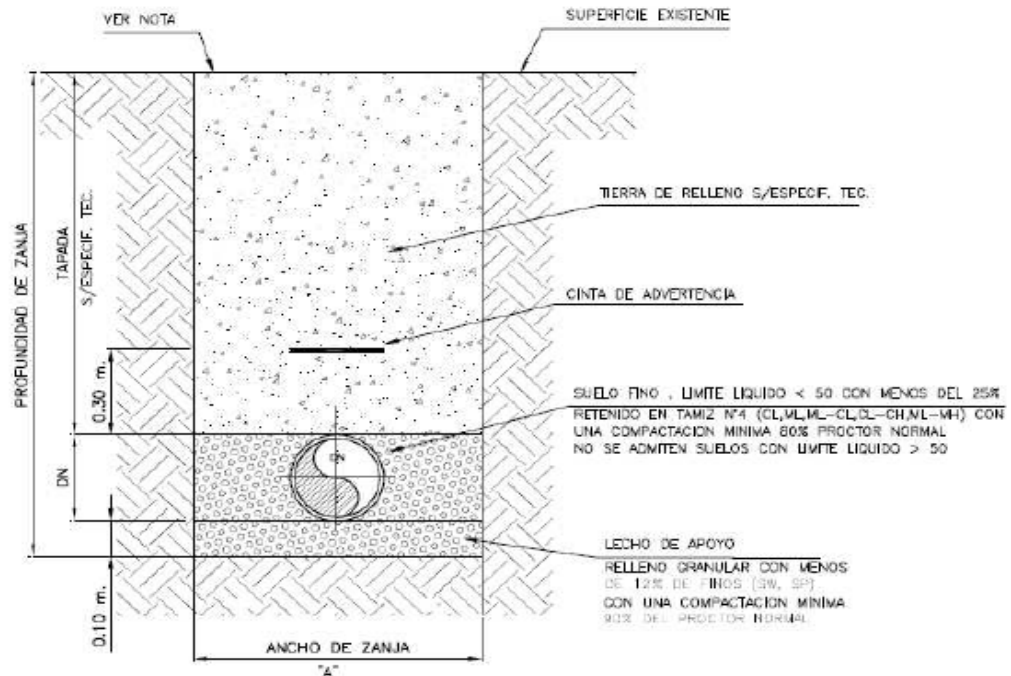 VER NOTA
SUPERFICIE EXISTENTE
PROFUNDIDAD DE ZANJA
TAPADA
S/ESPECIF. TEC.
TIERRA DE RELLENO S/ESPECIF. TEC.
CINTA DE ADVERTENCIA
0.30 m.
SUELO FINO , LIMITE LIQUIDO < 50 CON MENOS DEL 25%
RETENIDO EN TAMIZ N°4 (CL,ML,ML-CL,CL-CH,ML-MH) CON
UNA COMPACTACION MINIMA 80% PROCTOR NORMAL
NO SE ADMITEN SUELOS CON LIMITE LIQUIDO > 50
DN
DN
LECHO DE APOYO
RELLENO GRANULAR CON MENOS
DE 12% DE FINOS (SW, SP)
CON UNA COMPACTACION MINIMA
90% DEL PROCTOR NORMAL
0.10 m.
ANCHO DE ZANJA
"A"